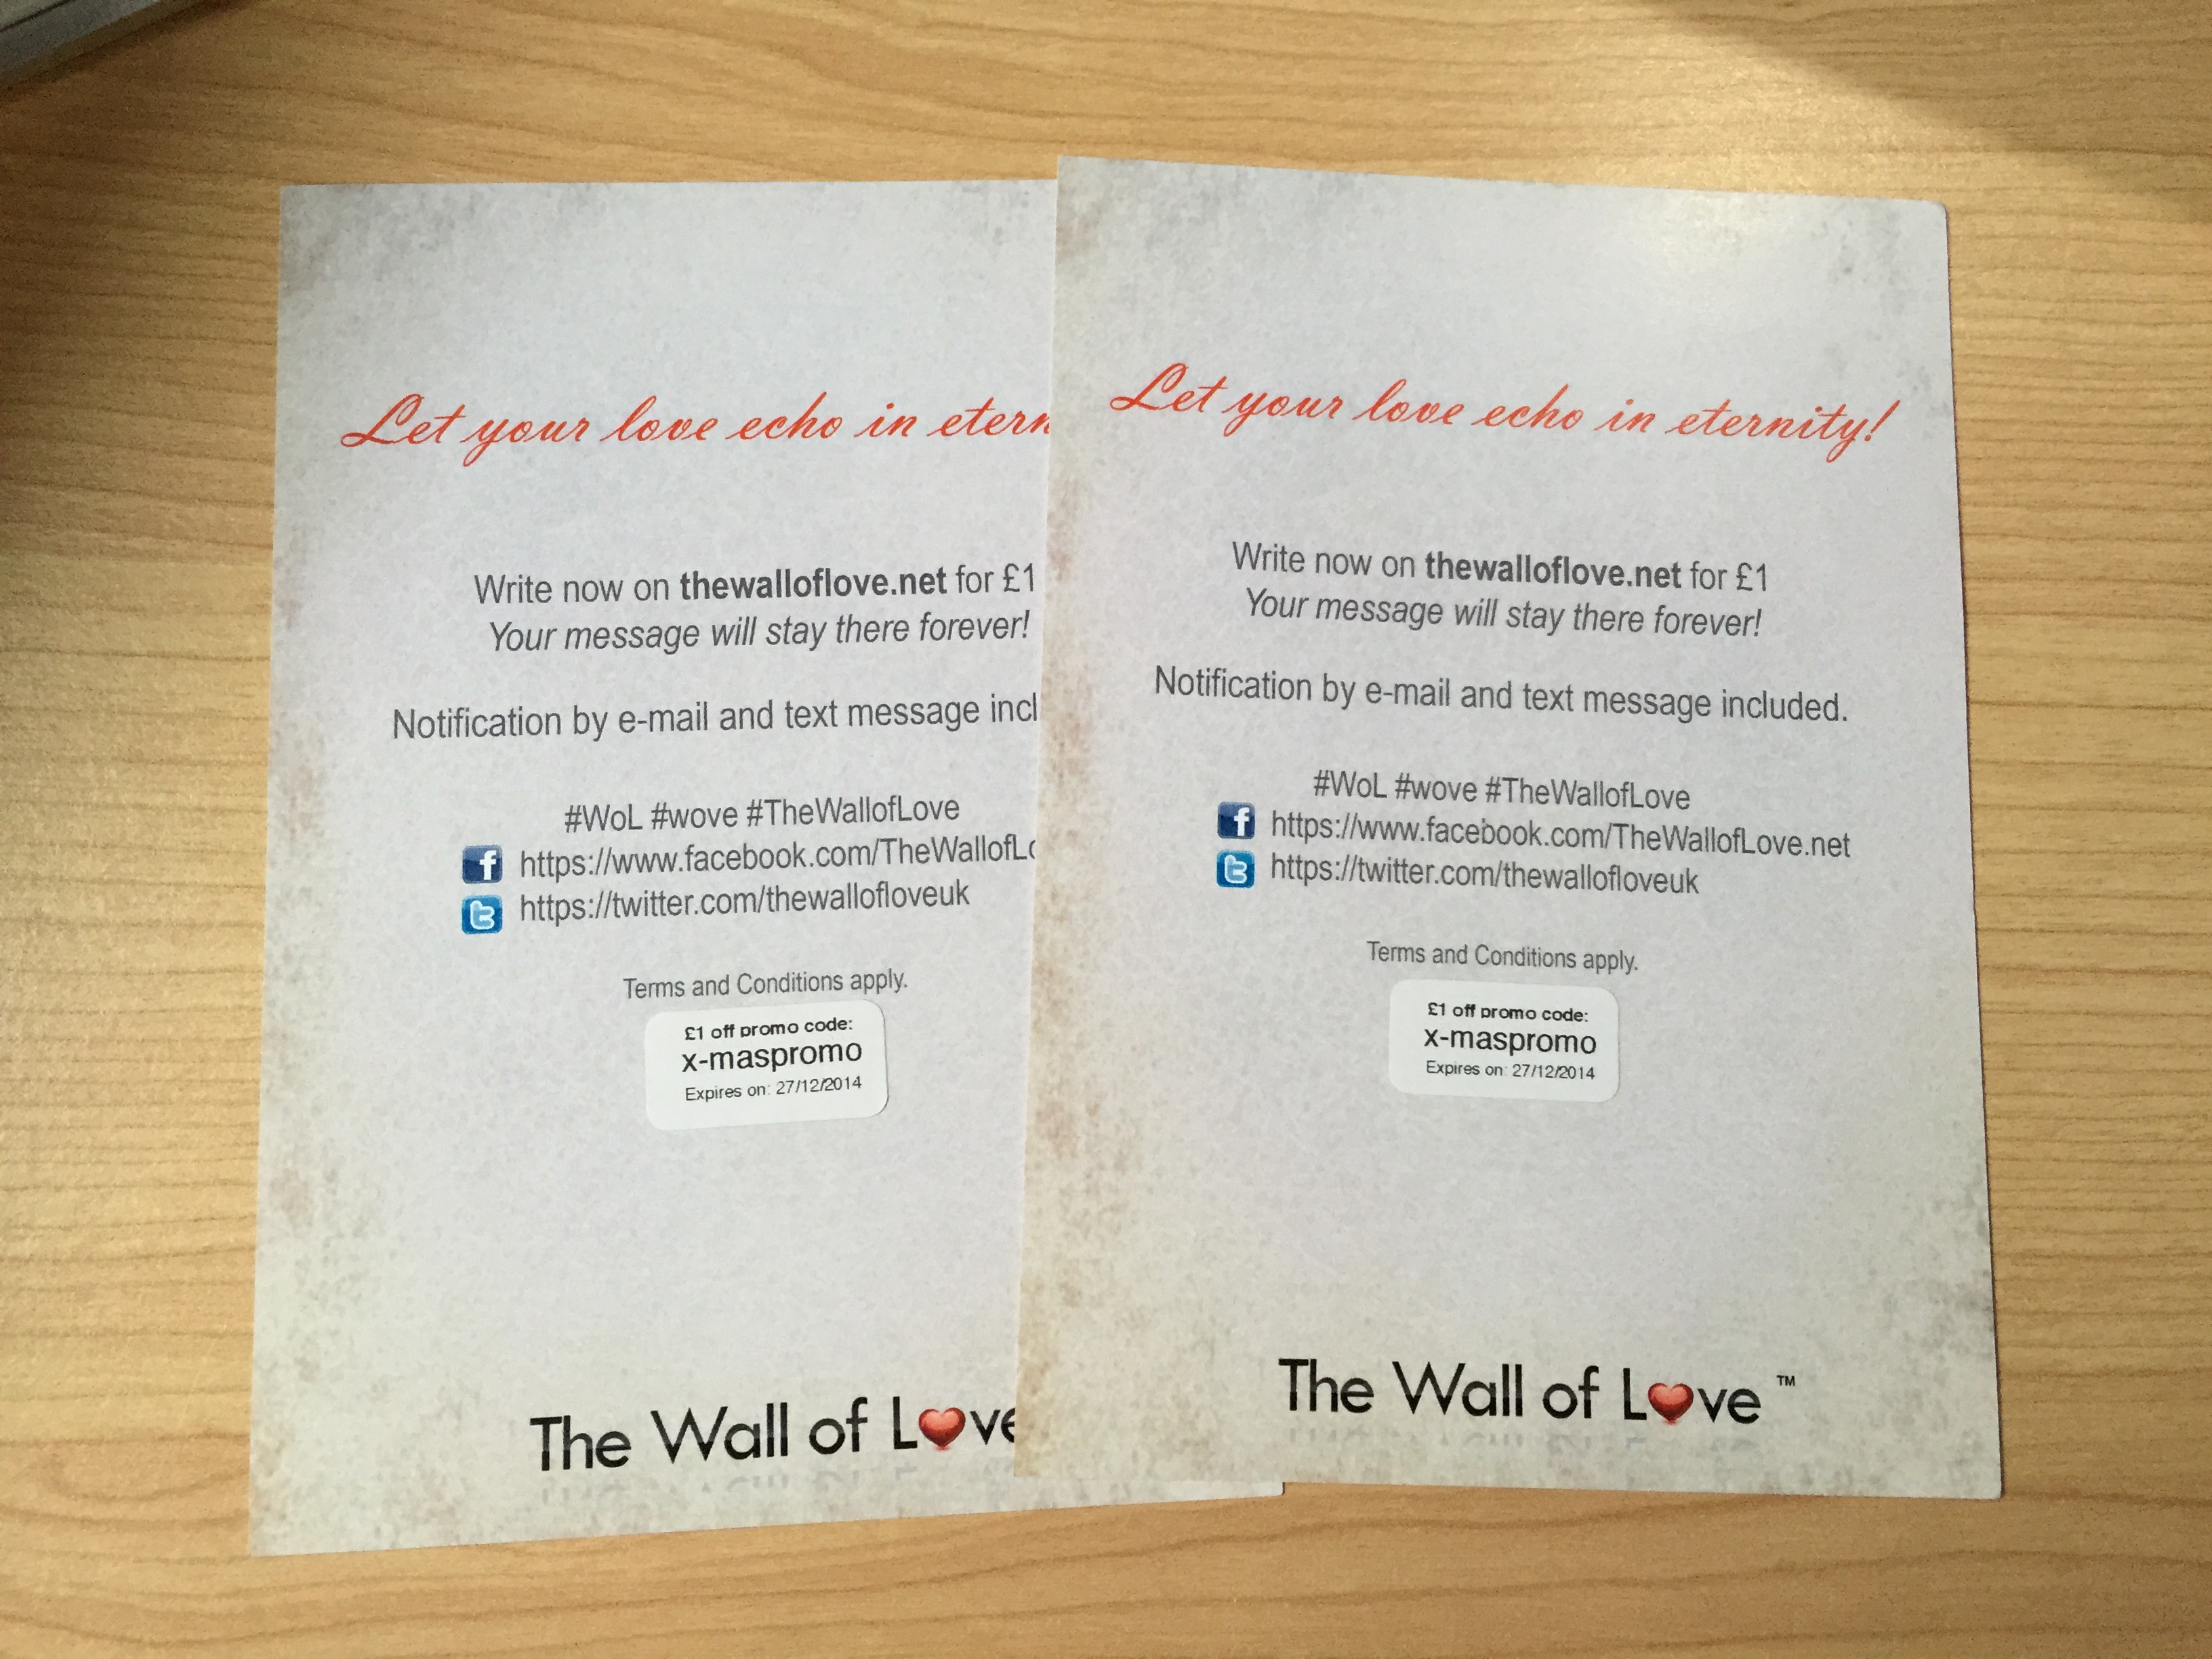 Let your love echo in etern
Write now on thewalloflove.net for £1
Your message will stay there forever!
Notification by e-mail and text message incl
#WoL #wove #TheWallofLove
https://www.facebook.com/TheWallofLo
https://twitter.com/thewallofloveuk
Terms and Conditions apply.
£1 off promo code:
x-maspromo
Expires on: 27/12/2014
The Wall of Love
Let your love echo in eternity!
Write now on thewalloflove.net for £1
Your message will stay there forever!
Notification by e-mail and text message included.
#WoL #wove #TheWallofLove
https://www.facebook.com/TheWallofLove.net
https://twitter.com/thewallofloveuk
Terms and Conditions apply.
£1 off promo code:
x-maspromo
Expires on: 27/12/2014
The Wall of Love ™